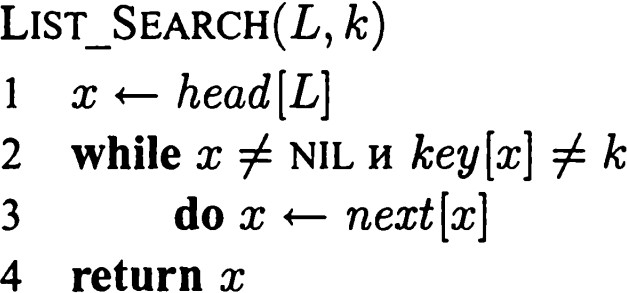 LIST_SEARCH(L, k)
1 x ← head[L]
2 while x ≠ NIL и key[x] ≠ k
3 do x ← next[x]
4 return x